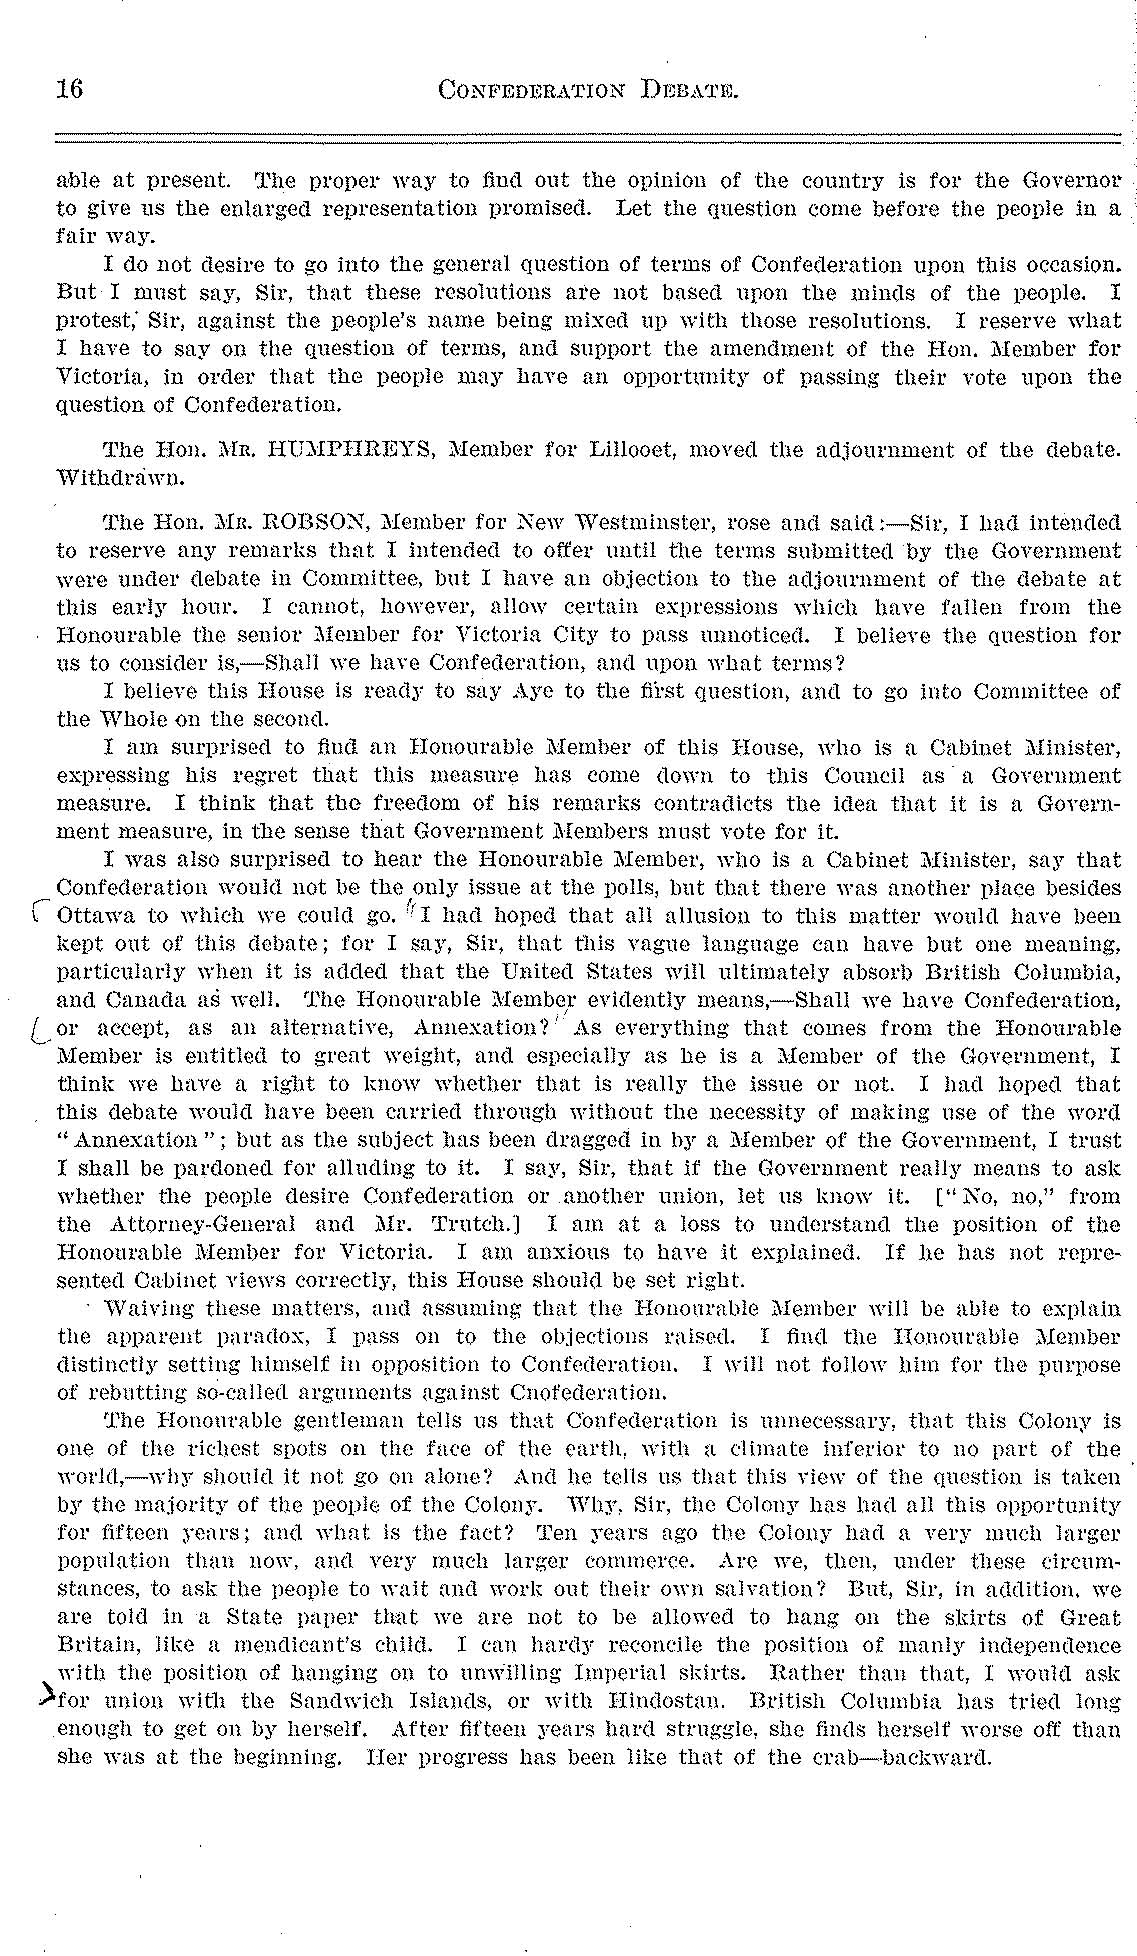 16 CONFEDERATION DEBATE.
able at present. The proper way to find out the opinion of the country is for the Governor
to give us the enlarged representation promised. Let the question come before the people in a
fair way.
I do not desire to go into the general question of terms of Confederation upon this occasion.
But I must say, Sir, that these resolutions are not based upon the minds of the people. I
protest, Sir, against the people's name being mixed up with those resolutions. I reserve what
I have to say on the question of terms, and support the amendment of the Hon. Member for
Victoria, in order that the people may have an opportunity of passing their vote upon the
question of Confederation.
The Hon. MR. HUMPHREYS, Member for Lillooet, moved the adjournment of the debate.
Withdrawn.
The Hon. MR. ROBSON, Member for New Westminster, rose and said:—Sir, I had intended
to reserve any remarks that I intended to offer until the terms submitted by the Government
were under debate in Committee, but I have an objection to the adjournment of the debate at
this early hour. I cannot, however, allow certain expressions which have fallen from the
Honourable the senior Member for Victoria City to pass unnoticed. I believe the question for
us to consider is,—Shall we have Confederation, and upon what terms?
I believe this House is ready to say Aye to the first question, and to go into Committee of
the Whole on the second.
I am surprised to find an Honourable Member of this House, who is a Cabinet Minister,
expressing his regret that this measure has come down to this Council as a Government
measure. I think that the freedom of his remarks contradicts the idea that it is a Govern-
ment measure, in the sense that Government Members must vote for it.
I was also surprised to hear the Honourable Member, who is a Cabinet Minister, say that
Confederation would not be the only issue at the polls, but that there was another place besides
Ottawa to which we could go. "I had hoped that all allusion to this matter would have been
kept out of this debate; for I say, Sir, that this vague language can have but one meaning,
particularly when it is added that the United States will ultimately absorb British Columbia,
and Canada as well. The Honourable Member evidently means,—Shall we have Confederation,
or accept, as an alternative, Annexation?" As everything that comes from the Honourable
Member is entitled to great weight, and especially as he is a Member of the Government, I
think we have a right to know whether that is really the issue or not. I had hoped that
this debate would have been carried through without the necessity of making use of the word
"Annexation"; but as the subject has been dragged in by a Member of the Government, I trust
I shall be pardoned for alluding to it. I say, Sir, that if the Government really means to ask
whether the people desire Confederation or another union, let us know it. ["No, no," from
the Attorney-General and Mr. Trutch.] I am at a loss to understand the position of the
Honourable Member for Victoria. I am anxious to have it explained. If he has not repre-
sented Cabinet views correctly, this House should be set right.
Waiving these matters, and assuming that the Honourable Member will be able to explain
the apparent paradox, I pass on to the objections raised. I find the Honourable Member
distinctly setting himself in opposition to Confederation. I will not follow him for the purpose
of rebutting so-called arguments against Cnofederation.
The Honourable gentleman tells us that Confederation is unnecessary, that this Colony is
one of the richest spots on the face of the earth, with a climate inferior to no part of the
world,—why should it not go on alone? And he tells us that this view of the question is taken
by the majority of the people of the Colony. Why, Sir, the Colony has had all this opportunity
for fifteen years; and what is the fact? Ten years ago the Colony had a very much larger
population than now, and very much larger commerce. Are we, then, under these circum-
stances, to ask the people to wait and work out their own salvation? But, Sir, in addition, we
are told in a State paper that we are not to be allowed to hang on the skirts of Great
Britain, like a mendicant's child. I can hardy reconcile the position of manly independence
with the position of hanging on to unwilling Imperial skirts. Rather than that, I would ask
for union with the Sandwich Islands, or with Hindostan. British Columbia has tried long
enough to get on by herself. After fifteen years hard struggle, she finds herself worse off than
she was at the beginning. Her progress has been like that of the crab—backward.